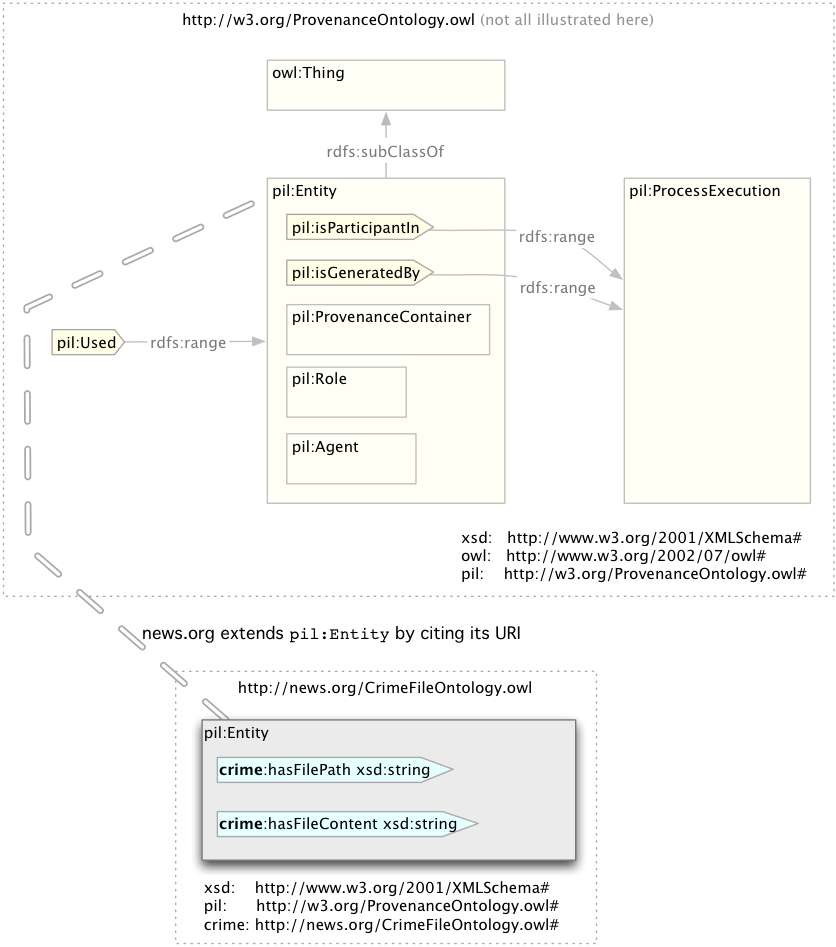 http://w3.org/ProvenanceOntology.owl (not all illustrated here)
owl:Thing
rdfs:subClassOf
pil:Entity
pil:ProcessExecution
pil:isParticipantIn
rdfs:range
pil:isGeneratedBy
rdfs:range
pil:ProvenanceContainer
pil:Used
rdfs:range
pil:Role
pil:Agent
xsd: http://www.w3.org/2001/XMLSchema#
owl: http://www.w3.org/2002/07/owl#
pil: http://w3.org/ProvenanceOntology.owl#
news.org extends pil:Entity by citing its URI
http://news.org/CrimeFileOntology.owl
pil:Entity
crime:hasFilePath xsd:string
crime:hasFileContent xsd:string
xsd: http://www.w3.org/2001/XMLSchema#
pil: http://w3.org/ProvenanceOntology.owl#
crime: http://news.org/CrimeFileOntology.owl#